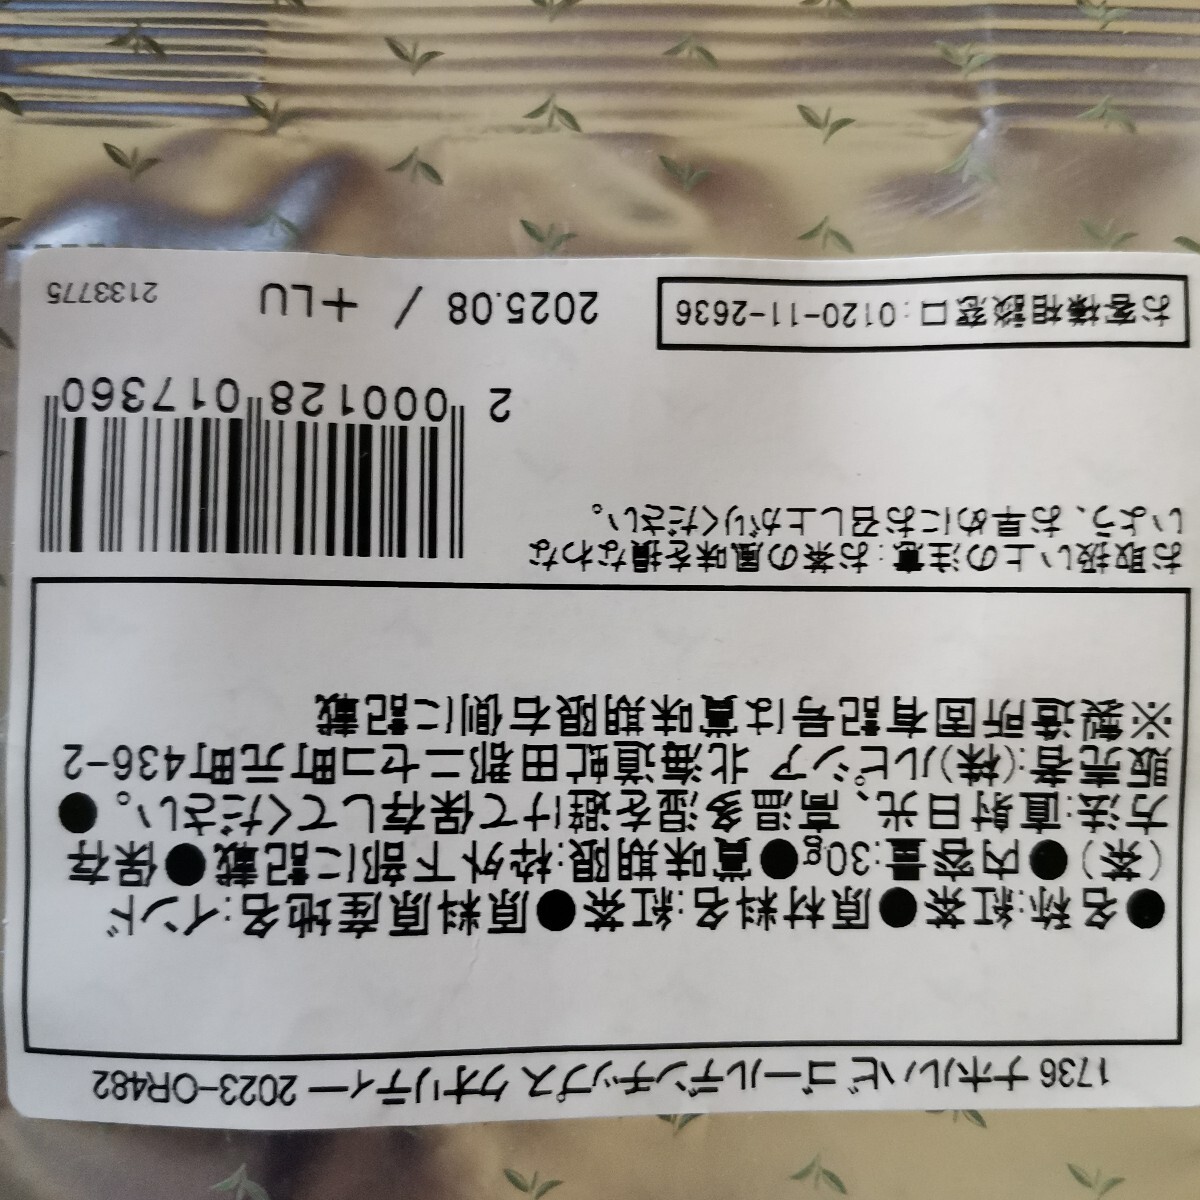 1736 ナホルハビ ゴールデンチップス クオリティー 2023-OR482
●名称:紅茶●原材料名:紅茶●原料原産地名:インド
(茶)●内容量:30g●賞味期限:枠外下部に記載●保存
方法:直射日光、高温多湿を避けて保存してください。●
販売者:(株)ルピシア 北海道虻田郡ニセコ町元町436-2
※製造所固有記号は賞味期限右側に記載
お取扱い上の注意:お茶の風味を損なわな
いよう、お早めにお召し上がりください。
2 000128 017360
お客様相談窓口:0120-11-2636
2025.08 / +LU
2133775